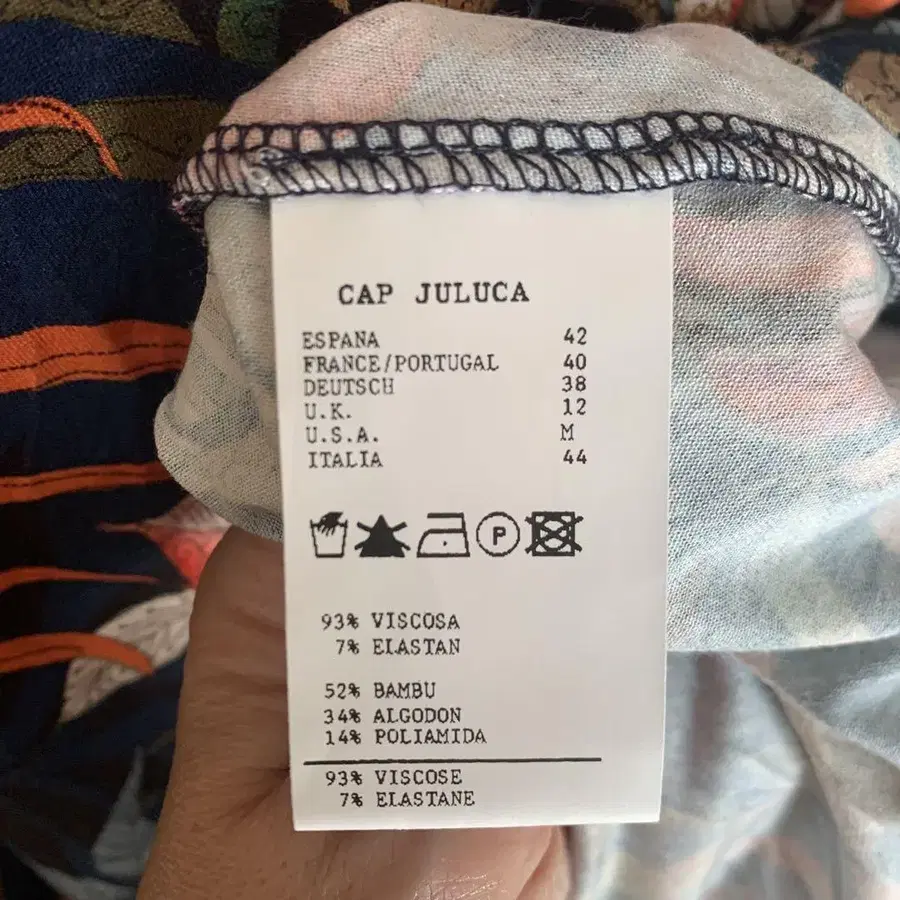 CAP JULUCA
ESPANA 42
FRANCE/PORTUGAL 40
DEUTSCH 38
U.K. 12
U.S.A. M
ITALIA 44
P
93% VISCOSA
7% ELASTAN
52% BAMBU
34% ALGODON
14% POLIAMIDA
93% VISCOSE
7% ELASTANE